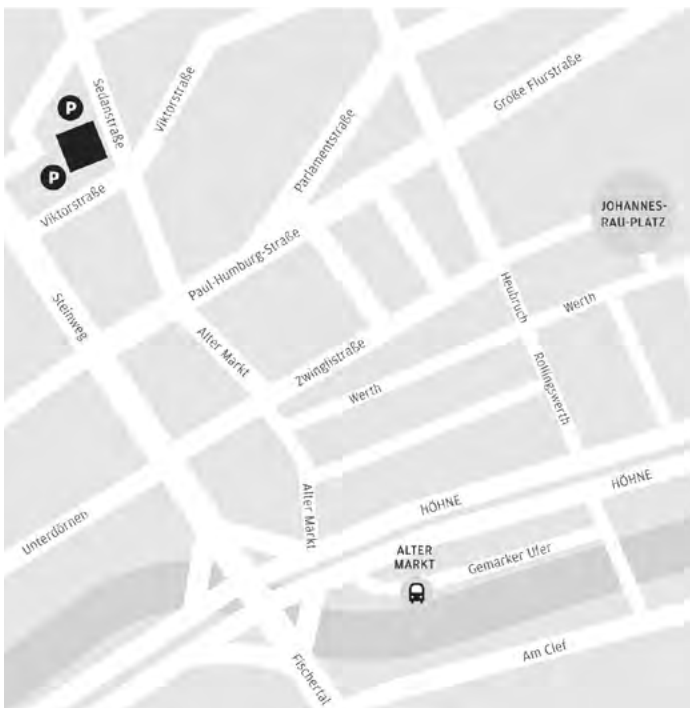 P
Sedanstraße
Viktorstraße
Große Flurstraße
Parlamentstraße
P
Viktorstraße
JOHANNES-
RAU-PLATZ
Paul-Humburg-Straße
Steinweg
Heubruch
Werth
Alter Markt
Zwinglistraße
Werth
Rollingswerth
Unterdörnen
Alter Markt
HÖHNE
HÖHNE
ALTER
MARKT
Gemarker Ufer
Am Clef
Fischertal